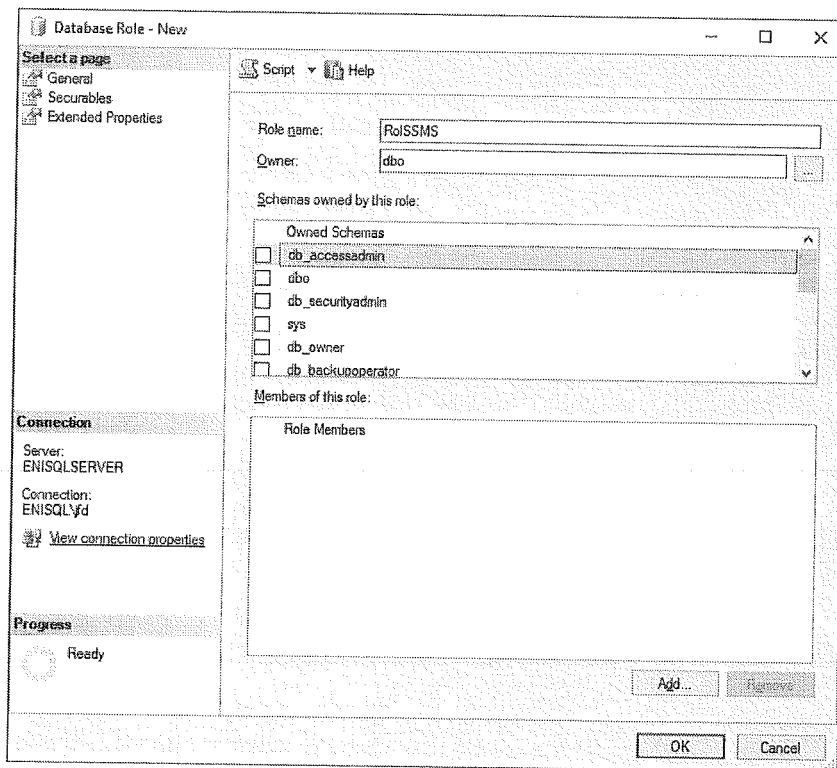 Database Role - New
Select a page
General
Securables
Extended Properties
Script
Help
Role name:
RolSSMS
Owner:
dbo
...
Schemas owned by this role:
Owned Schemas
db_accessadmin
dbo
db_securityadmin
sys
db_owner
db_backupoperator
Members of this role:
Role Members
Connection
Server:
ENISQLSERVER
Connection:
ENISQL\fd
View connection properties
Progress
Ready
Add...
Remove
OK
Cancel